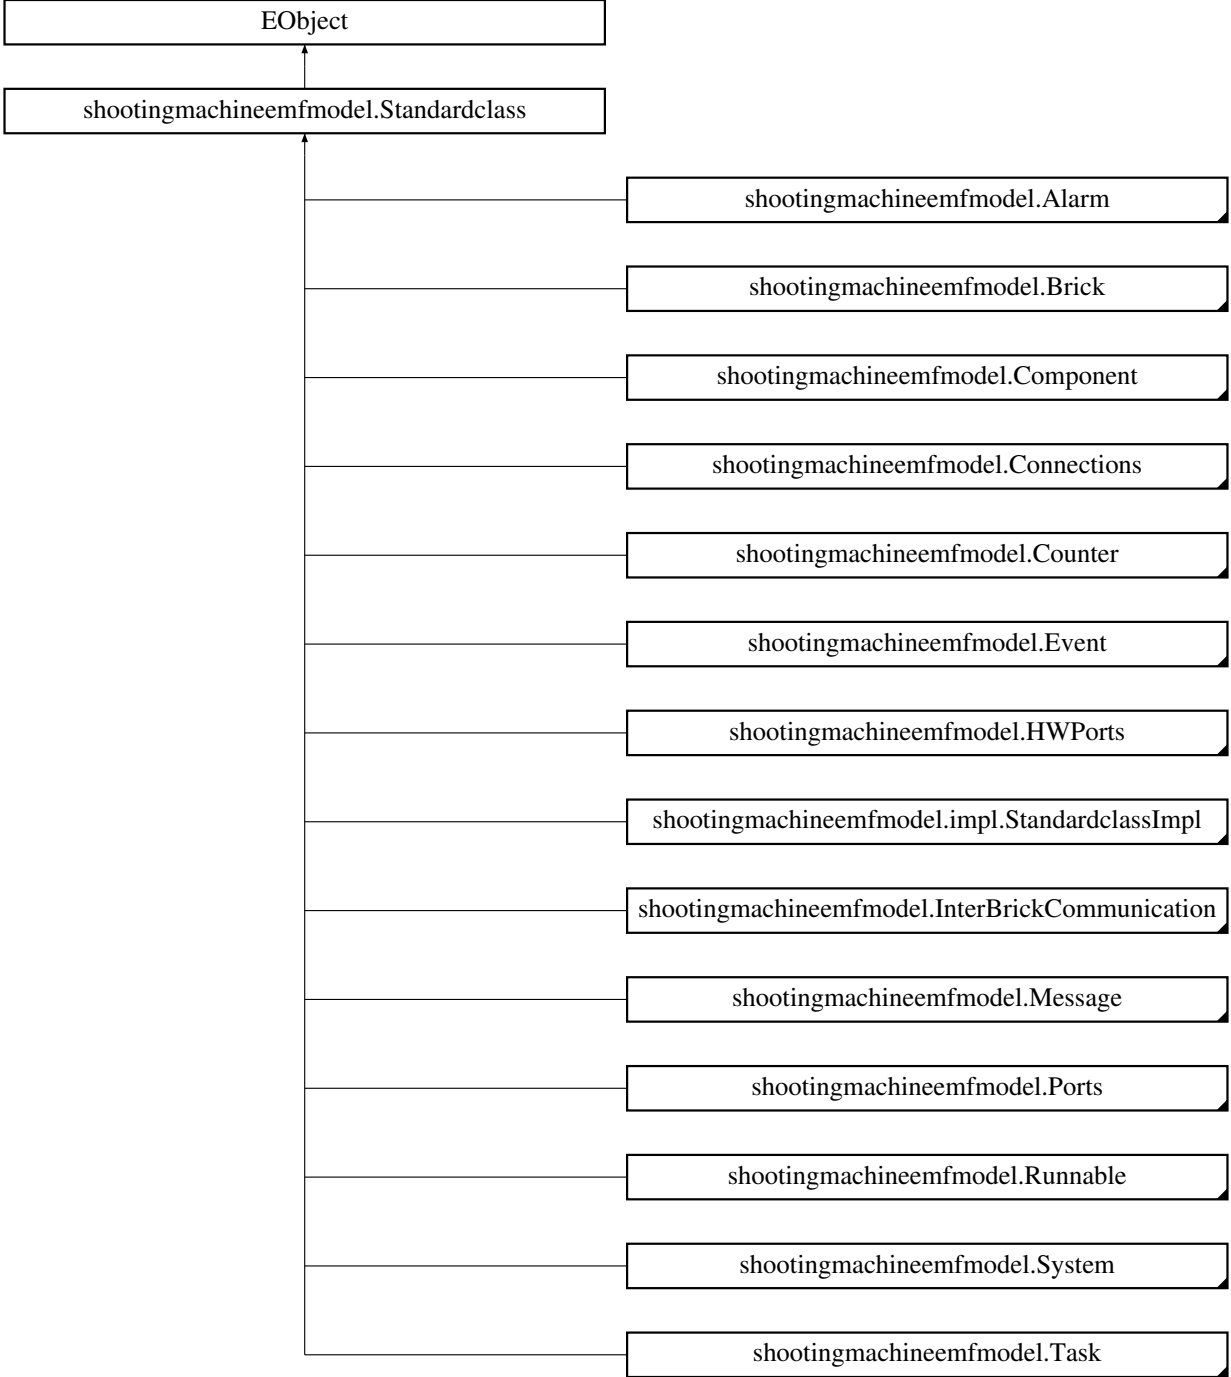 EObject
shootingmachineemfmodel.Standardclass
shootingmachineemfmodel.Alarm
shootingmachineemfmodel.Brick
shootingmachineemfmodel.Component
shootingmachineemfmodel.Connections
shootingmachineemfmodel.Counter
shootingmachineemfmodel.Event
shootingmachineemfmodel.HWPorts
shootingmachineemfmodel.impl.StandardclassImpl
shootingmachineemfmodel.InterBrickCommunication
shootingmachineemfmodel.Message
shootingmachineemfmodel.Ports
shootingmachineemfmodel.Runnable
shootingmachineemfmodel.System
shootingmachineemfmodel.Task